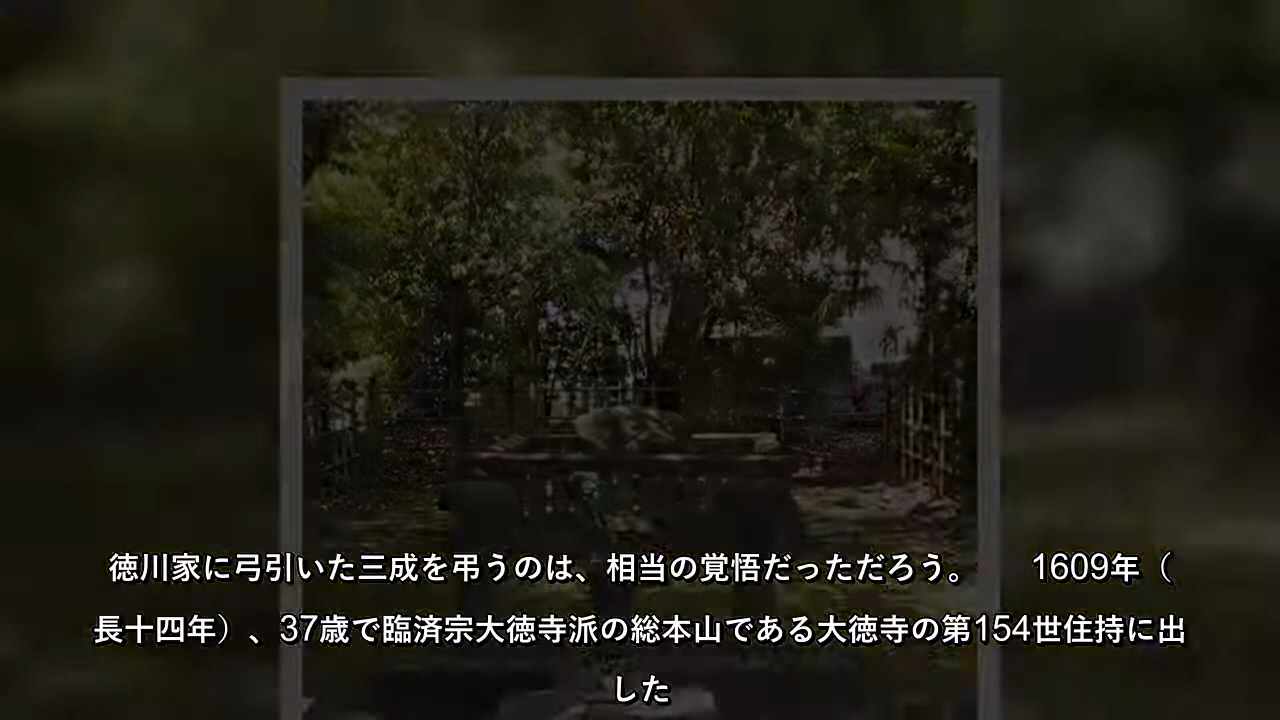 徳川家に弓引いた三成を弔うのは、相当の覚悟だっただろう。　　1609年（
長十四年）、37歳で臨済宗大徳寺派の総本山である大徳寺の第154世住持に出
した